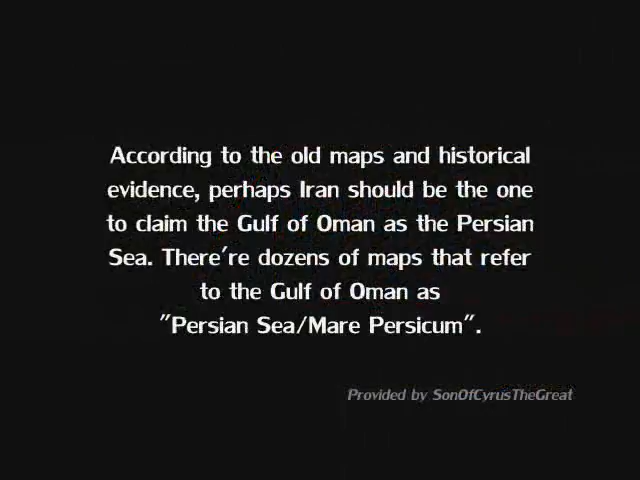 According to the old maps and historical
evidence, perhaps Iran should be the one
to claim the Gulf of Oman as the Persian
Sea. There're dozens of maps that refer
to the Gulf of Oman as
"Persian Sea/Mare Persicum".
Provided by SonOfCyrusTheGreat